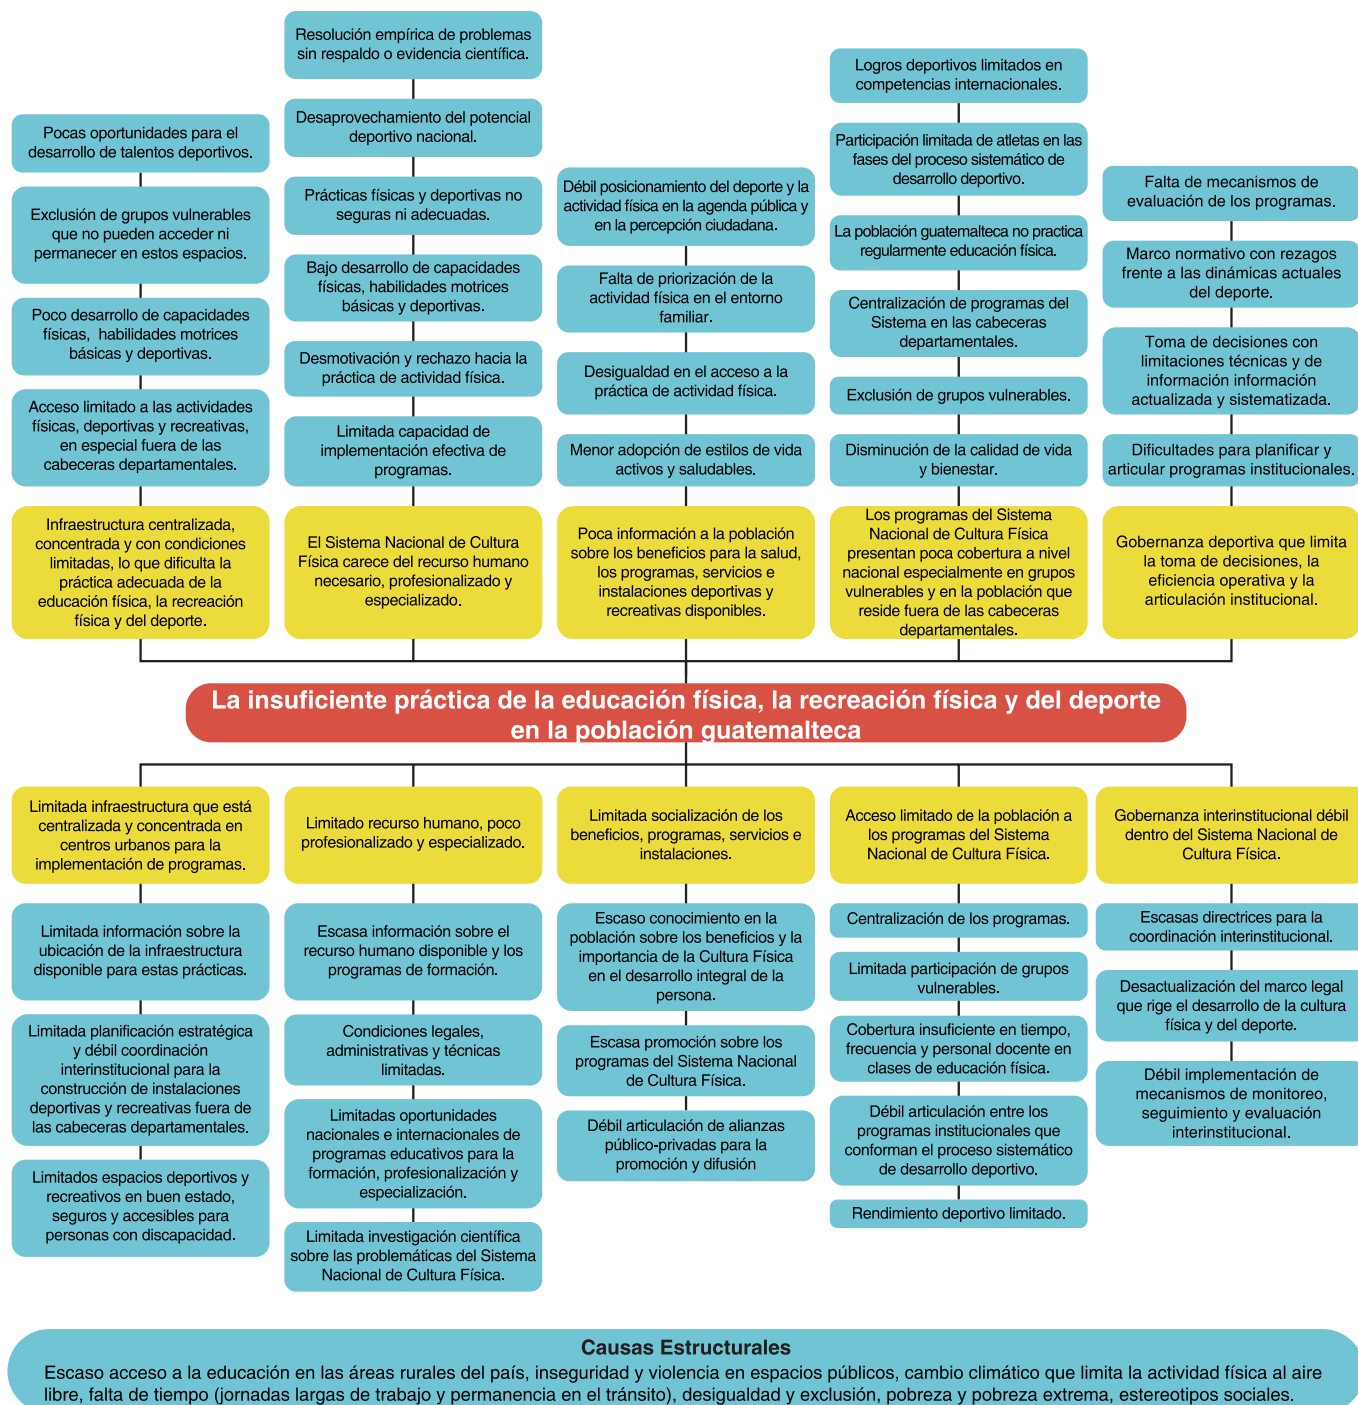 Resolución empírica de problemas
sin respaldo o evidencia científica.
Desaprovechamiento del potencial
deportivo nacional.
Prácticas físicas y deportivas no
seguras ni adecuadas.
Bajo desarrollo de capacidades
físicas, habilidades motrices
básicas y deportivas.
Desmotivación y rechazo hacia la
práctica de actividad física.
Limitada capacidad de
implementación efectiva de
programas.
El Sistema Nacional de Cultura
Física carece del recurso humano
necesario, profesionalizado y
especializado.
Pocas oportunidades para el
desarrollo de talentos deportivos.
Exclusión de grupos vulnerables
que no pueden acceder ni
permanecer en estos espacios.
Poco desarrollo de capacidades
físicas, habilidades motrices
básicas y deportivas.
Acceso limitado a las actividades
físicas, deportivas y recreativas,
en especial fuera de las
cabeceras departamentales.
Infraestructura centralizada,
concentrada y con condiciones
limitadas, lo que dificulta la
práctica adecuada de la
educación física, la recreación
física y del deporte.
Débil posicionamiento del deporte y la
actividad física en la agenda pública y
en la percepción ciudadana.
Falta de priorización de la
actividad física en el entorno
familiar.
Desigualdad en el acceso a la
práctica de actividad física.
Menor adopción de estilos de vida
activos y saludables.
Poca información a la población
sobre los beneficios para la salud,
los programas, servicios e
instalaciones deportivas y
recreativas disponibles.
Logros deportivos limitados en
competencias internacionales.
Participación limitada de atletas en las
fases del proceso sistemático de
desarrollo deportivo.
La población guatemalteca no practica
regularmente educación física.
Centralización de programas del
Sistema en las cabeceras
departamentales.
Exclusión de grupos vulnerables.
Disminución de la calidad de vida
y bienestar.
Los programas del Sistema
Nacional de Cultura Física
presentan poca cobertura a nivel
nacional especialmente en grupos
vulnerables y en la población que
reside fuera de las cabeceras
departamentales.
Falta de mecanismos de
evaluación de los programas.
Marco normativo con rezagos
frente a las dinámicas actuales
del deporte.
Toma de decisiones con
limitaciones técnicas y de
información información
actualizada y sistematizada.
Dificultades para planificar y
articular programas institucionales.
Gobernanza deportiva que limita
la toma de decisiones, la
eficiencia operativa y la
articulación institucional.
La insuficiente práctica de la educación física, la recreación física y del deporte
en la población guatemalteca
Limitada infraestructura que está
centralizada y concentrada en
centros urbanos para la
implementación de programas.
Limitada información sobre la
ubicación de la infraestructura
disponible para estas prácticas.
Limitada planificación estratégica
y débil coordinación
interinstitucional para la
construcción de instalaciones
deportivas y recreativas fuera de
las cabeceras departamentales.
Limitados espacios deportivos y
recreativos en buen estado,
seguros y accesibles para
personas con discapacidad.
Limitado recurso humano, poco
profesionalizado y especializado.
Escasa información sobre el
recurso humano disponible y los
programas de formación.
Condiciones legales,
administrativas y técnicas
limitadas.
Limitadas oportunidades
nacionales e internacionales de
programas educativos para la
formación, profesionalización y
especialización.
Limitada investigación científica
sobre las problemáticas del Sistema
Nacional de Cultura Física.
Limitada socialización de los
beneficios, programas, servicios e
instalaciones.
Escaso conocimiento en la
población sobre los beneficios y la
importancia de la Cultura Física
en el desarrollo integral de la
persona.
Escasa promoción sobre los
programas del Sistema Nacional
de Cultura Física.
Débil articulación de alianzas
público-privadas para la
promoción y difusión
Acceso limitado de la población a
los programas del Sistema
Nacional de Cultura Física.
Centralización de los programas.
Limitada participación de grupos
vulnerables.
Cobertura insuficiente en tiempo,
frecuencia y personal docente en
clases de educación física.
Débil articulación entre los
programas institucionales que
conforman el proceso sistemático
de desarrollo deportivo.
Rendimiento deportivo limitado.
Gobernanza interinstitucional débil
dentro del Sistema Nacional de
Cultura Física.
Escasas directrices para la
coordinación interinstitucional.
Desactualización del marco legal
que rige el desarrollo de la cultura
física y del deporte.
Débil implementación de
mecanismos de monitoreo,
seguimiento y evaluación
interinstitucional.
Causas Estructurales
Escaso acceso a la educación en las áreas rurales del país, inseguridad y violencia en espacios públicos, cambio climático que limita la actividad física al aire
libre, falta de tiempo (jornadas largas de trabajo y permanencia en el tránsito), desigualdad y exclusión, pobreza y pobreza extrema, estereotipos sociales.